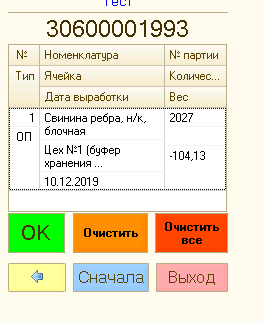 тест
30600001993
№ Номенклатура № партии
Тип Ячейка Количес...
Дата выработки Вес
1 Свинина ребра, н/к, блочная 2027
ОП Цех №1 (буфер хранения ... -104,13
10.12.2019
OK Очистить Очистить все
Сначала Выход